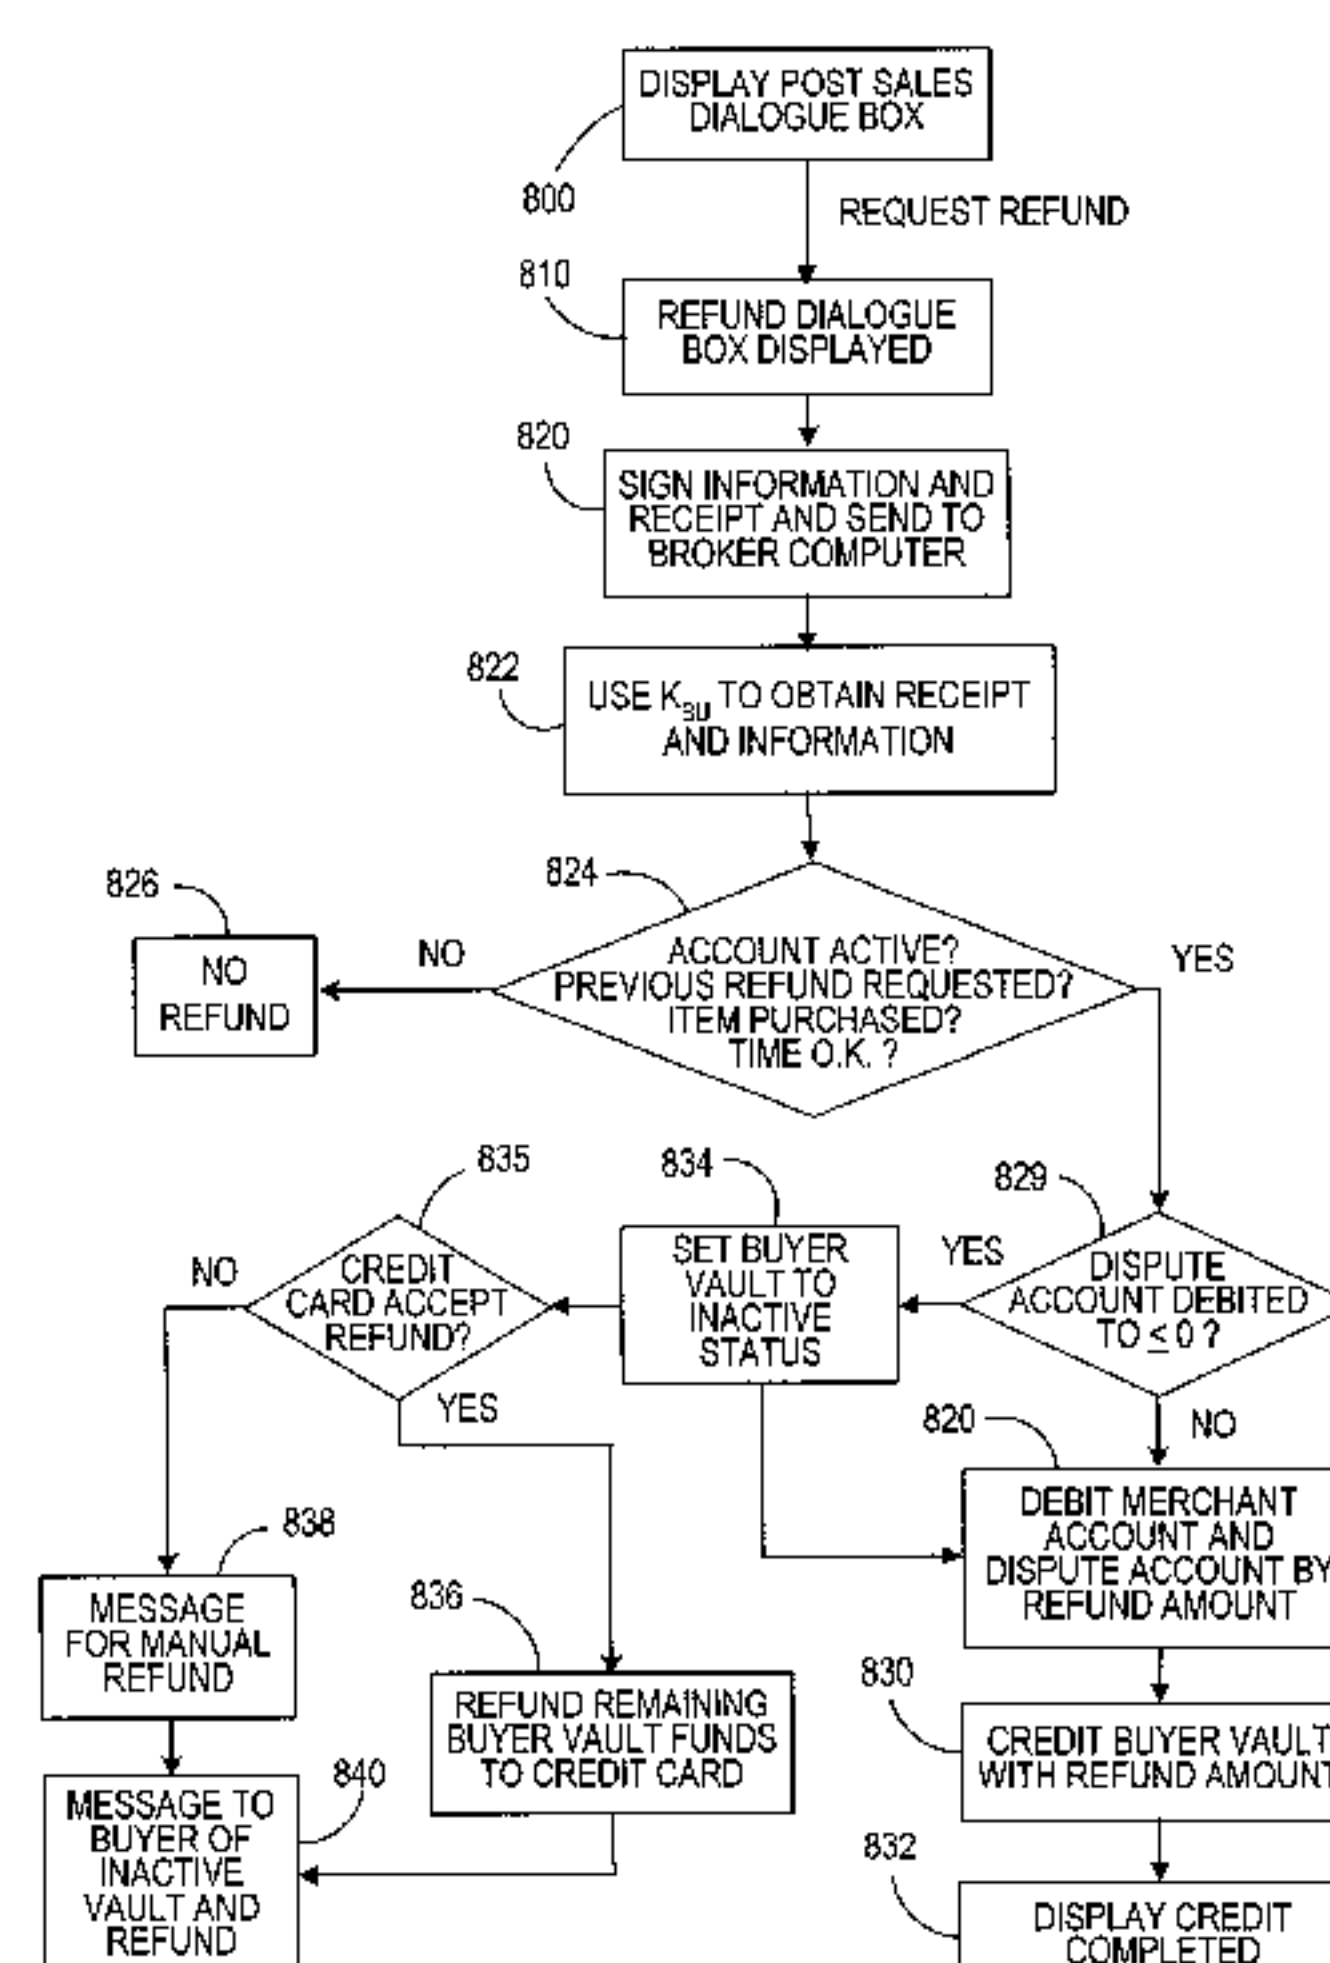 DISPLAY POST SALES
DIALOGUE BOX
800
REQUEST REFUND
810
REFUND DIALOGUE
BOX DISPLAYED
820
SIGN INFORMATION AND
RECEIPT AND SEND TO
BROKER COMPUTER
822
USE K_BU TO OBTAIN RECEIPT
AND INFORMATION
826
824
NO
REFUND
NO
ACCOUNT ACTIVE?
PREVIOUS REFUND REQUESTED?
ITEM PURCHASED?
TIME O.K. ?
YES
835
834
829
NO
CREDIT
CARD ACCEPT
REFUND?
YES
SET BUYER
VAULT TO
INACTIVE
STATUS
YES
DISPUTE
ACCOUNT DEBITED
TO ≤ 0 ?
NO
820
DEBIT MERCHANT
ACCOUNT AND
DISPUTE ACCOUNT BY
REFUND AMOUNT
838
MESSAGE
FOR MANUAL
REFUND
836
REFUND REMAINING
BUYER VAULT FUNDS
TO CREDIT CARD
830
CREDIT BUYER VAULT
WITH REFUND AMOUNT
840
MESSAGE TO
BUYER OF
INACTIVE
VAULT AND
REFUND
832
DISPLAY CREDIT
COMPLETED